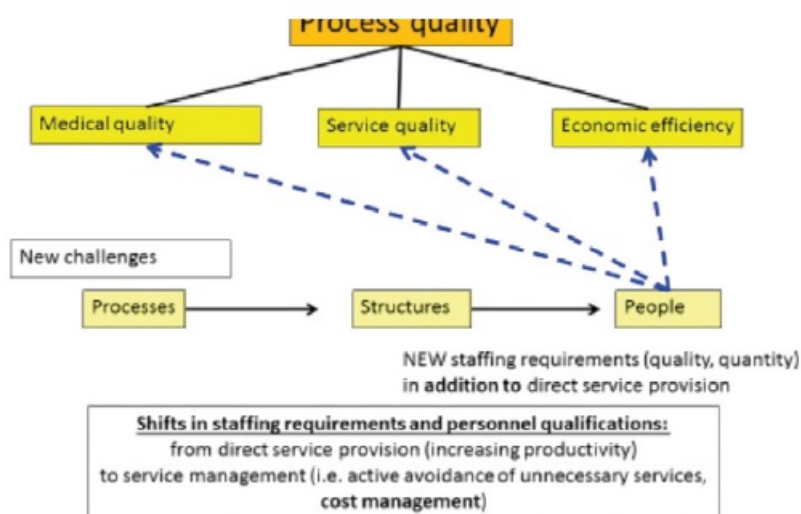 Process quality
Medical quality
Service quality
Economic efficiency
New challenges
Processes
Structures
People
NEW staffing requirements (quality, quantity)
in addition to direct service provision
Shifts in staffing requirements and personnel qualifications:
from direct service provision (increasing productivity)
to service management (i.e. active avoidance of unnecessary services,
cost management)